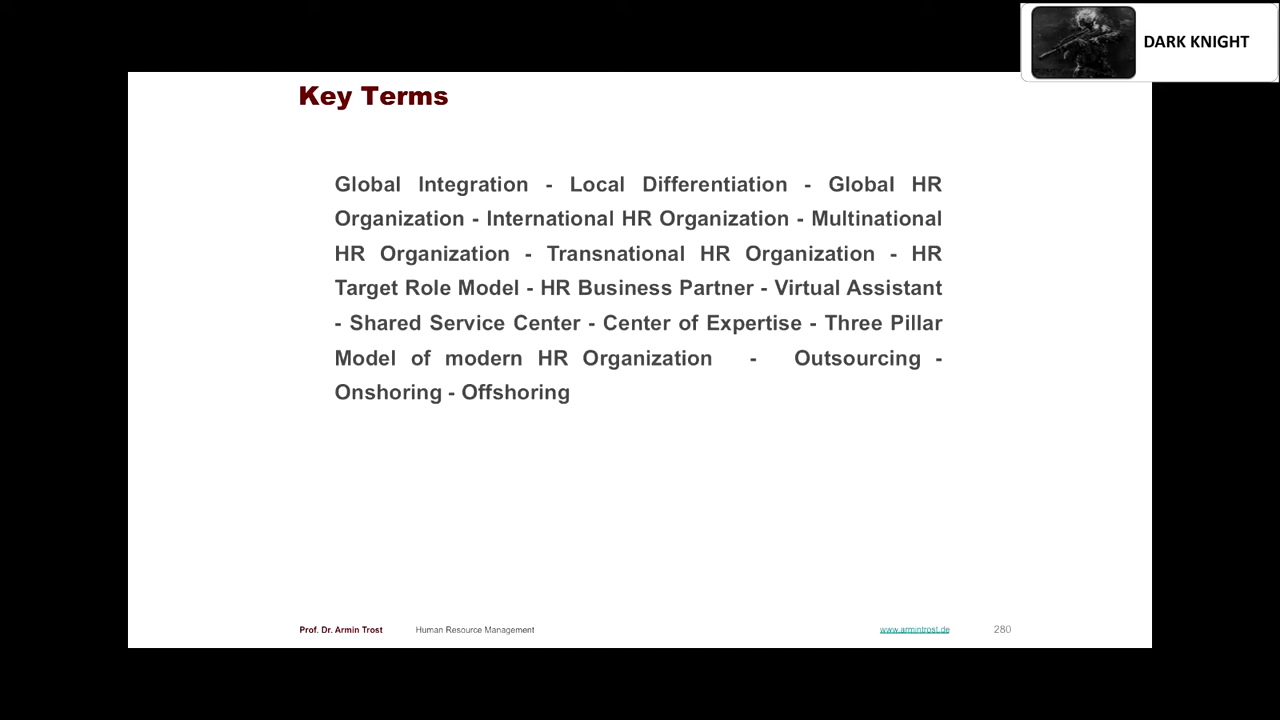 DARK KNIGHT
Key Terms
Global Integration - Local Differentiation - Global HR
Organization - International HR Organization - Multinational
HR Organization - Transnational HR Organization - HR
Target Role Model - HR Business Partner - Virtual Assistant
- Shared Service Center - Center of Expertise - Three Pillar
Model of modern HR Organization - Outsourcing -
Onshoring - Offshoring
Prof. Dr. Armin Trost Human Resource Management www.armintrost.de 280